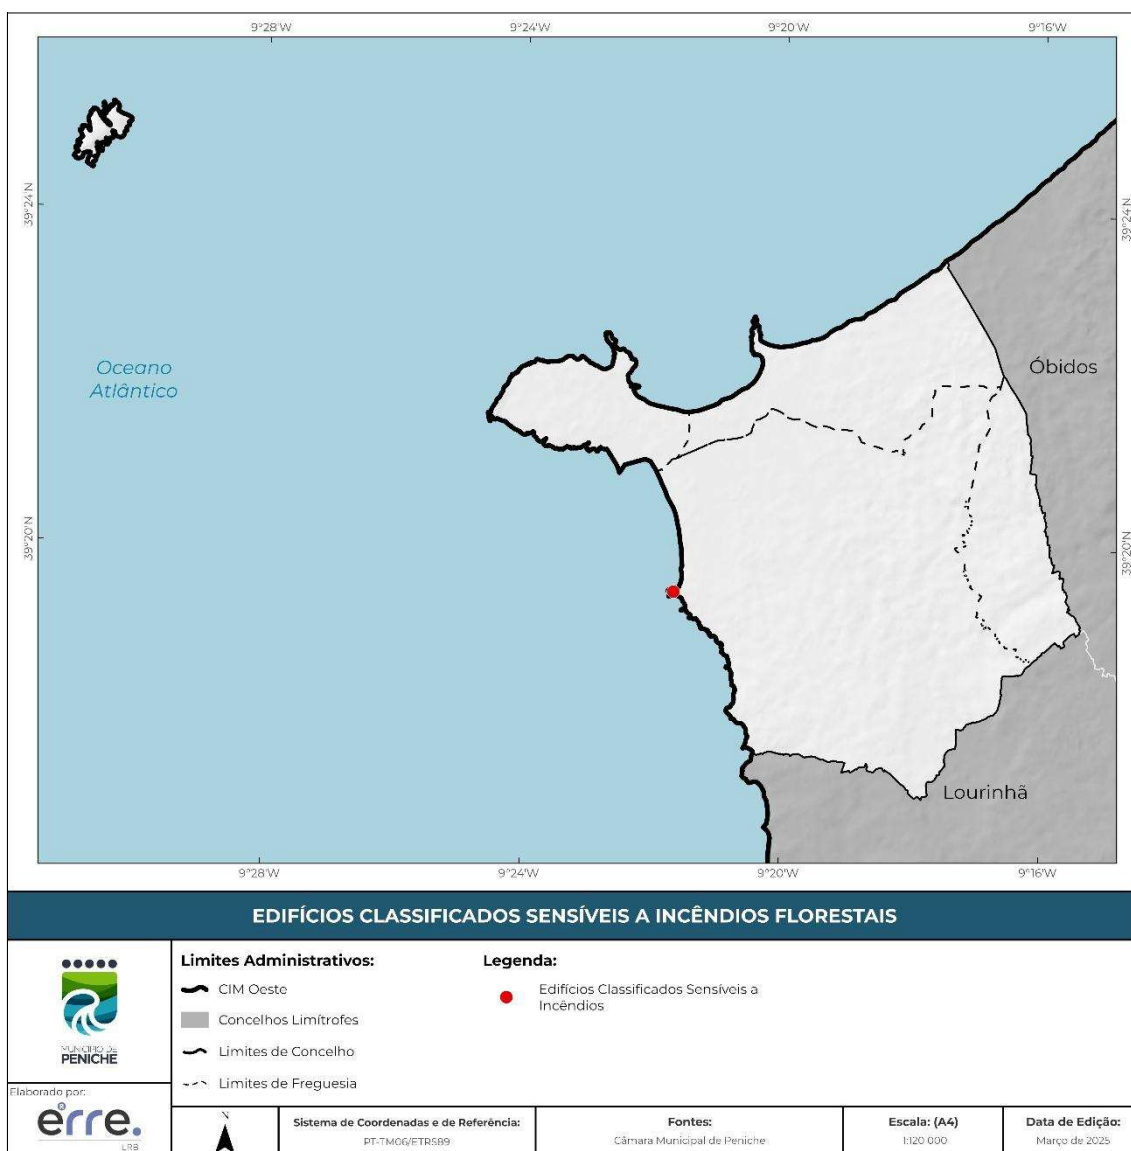 9°28'W
9°24'W
9°20'W
9°16'W
39°24'N
39°24'N
Oceano
Atlântico
Óbidos
39°20'N
39°20'N
Lourinhã
9°28'W
9°24'W
9°20'W
9°16'W
EDIFÍCIOS CLASSIFICADOS SENSÍVEIS A INCÊNDIOS FLORESTAIS
MUNICÍPIO DE
PENICHE
Limites Administrativos:
CIM Oeste
Concelhos Limítrofes
Limites de Concelho
Limites de Freguesia
Legenda:
Edifícios Classificados Sensíveis a
Incêndios
Elaborado por:
erre.
LRB
N
Sistema de Coordenadas e de Referência:
PT-TM06/ETRS89
Fontes:
Câmara Municipal de Peniche
Escala: (A4)
1:120 000
Data de Edição:
Março de 2025